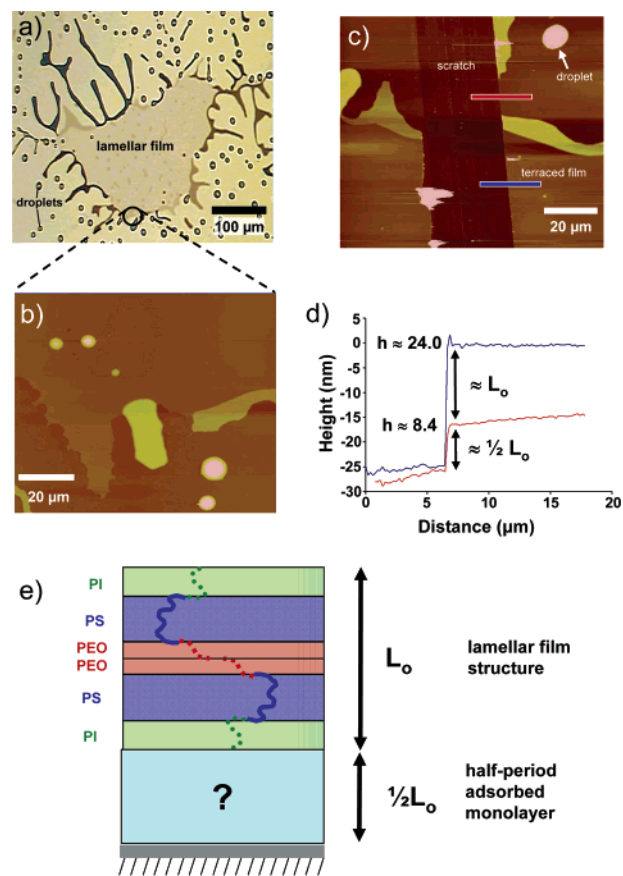 a)
lamellar film
droplets
100 µm
b)
20 µm
c)
scratch
droplet
terraced film
20 µm
d)
Height (nm)
5
0
-5
-10
-15
-20
-25
-30
h ≈ 24.0
≈ Lo
h ≈ 8.4
≈ ½ Lo
0
5
10
15
20
Distance (µm)
e)
PI
PS
PEO
PEO
PS
PI
?
Lo
lamellar film
structure
½Lo
half-period
adsorbed
monolayer